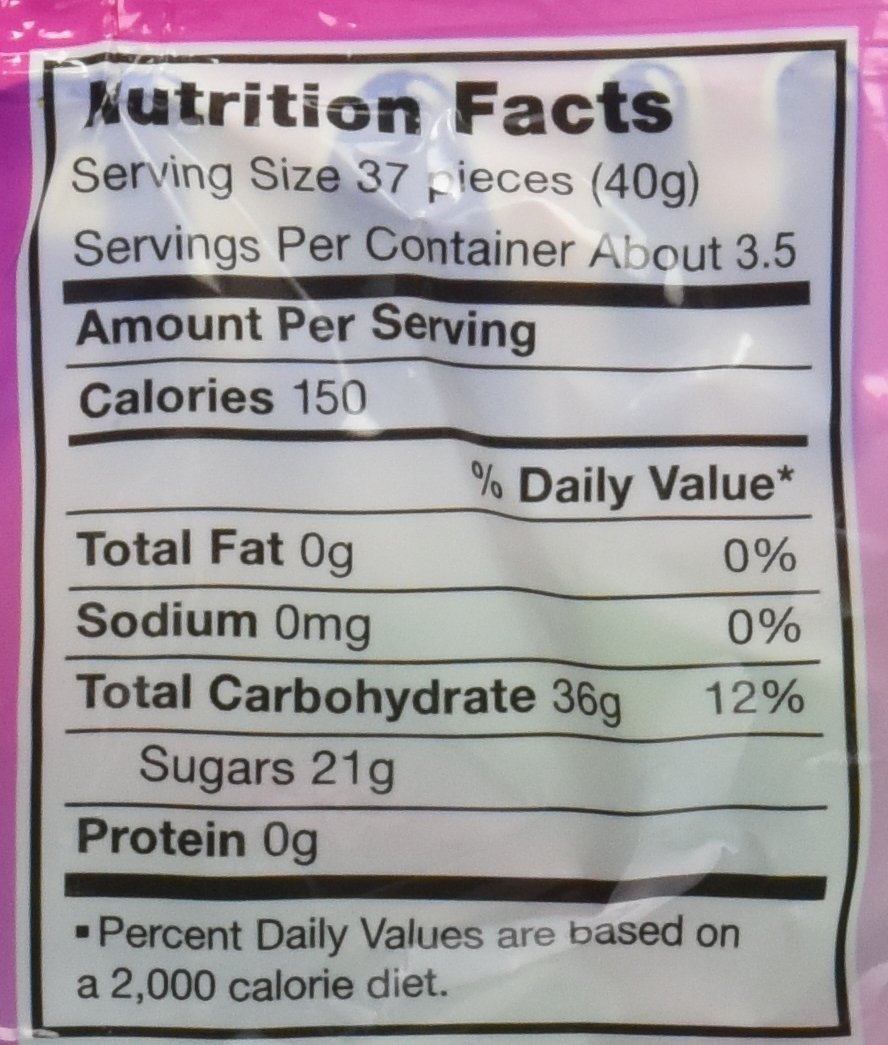 Nutrition Facts
Serving Size 37 pieces (40g)
Servings Per Container About 3.5
Amount Per Serving
Calories 150
% Daily Value*
Total Fat 0g 0%
Sodium 0mg 0%
Total Carbohydrate 36g 12%
Sugars 21g
Protein 0g
▪ Percent Daily Values are based on
a 2,000 calorie diet.